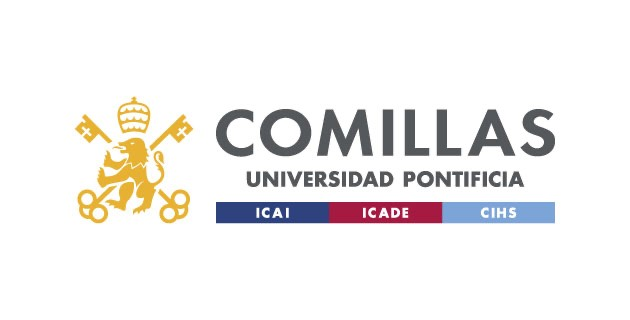 COMILLAS
UNIVERSIDAD PONTIFICIA
ICAI ICADE CIHS